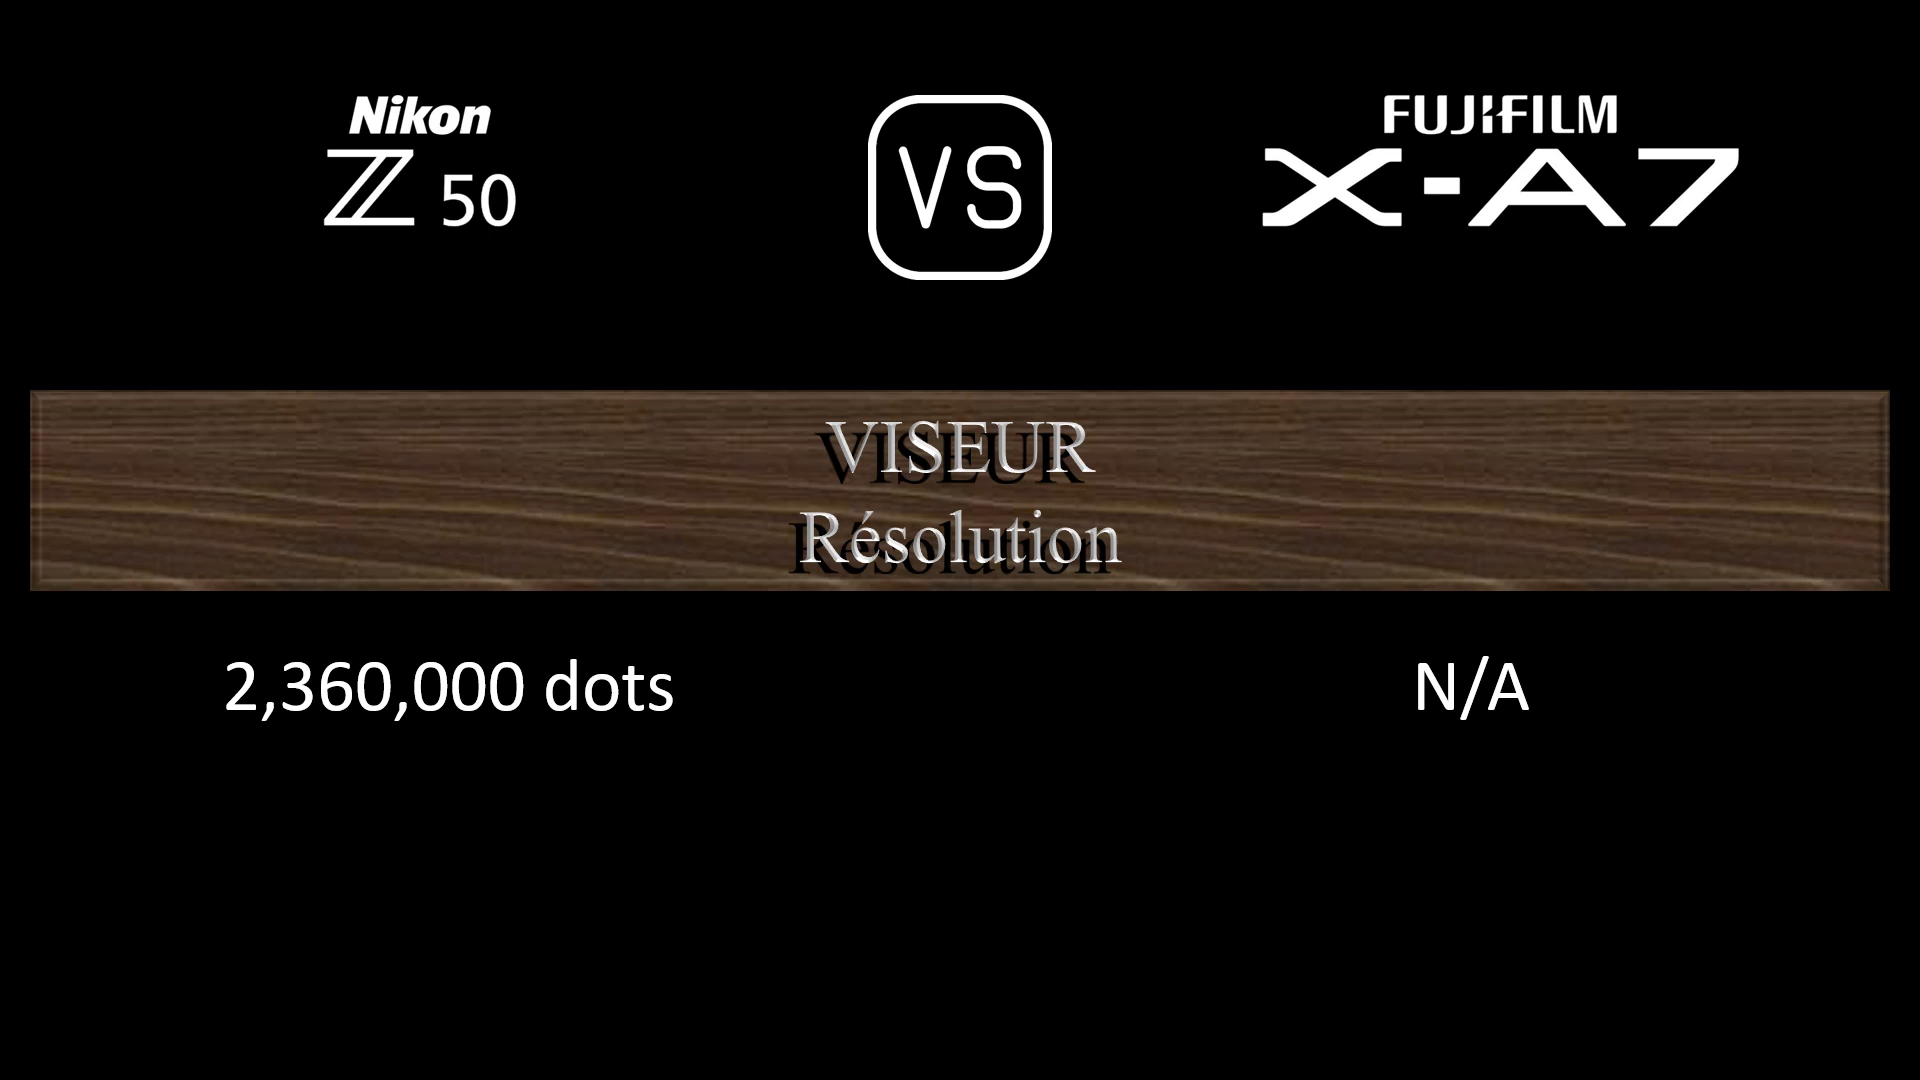 Nikon
Z 50
VS
FUJIFILM
X-A7
VISEUR
Résolution
2,360,000 dots
N/A